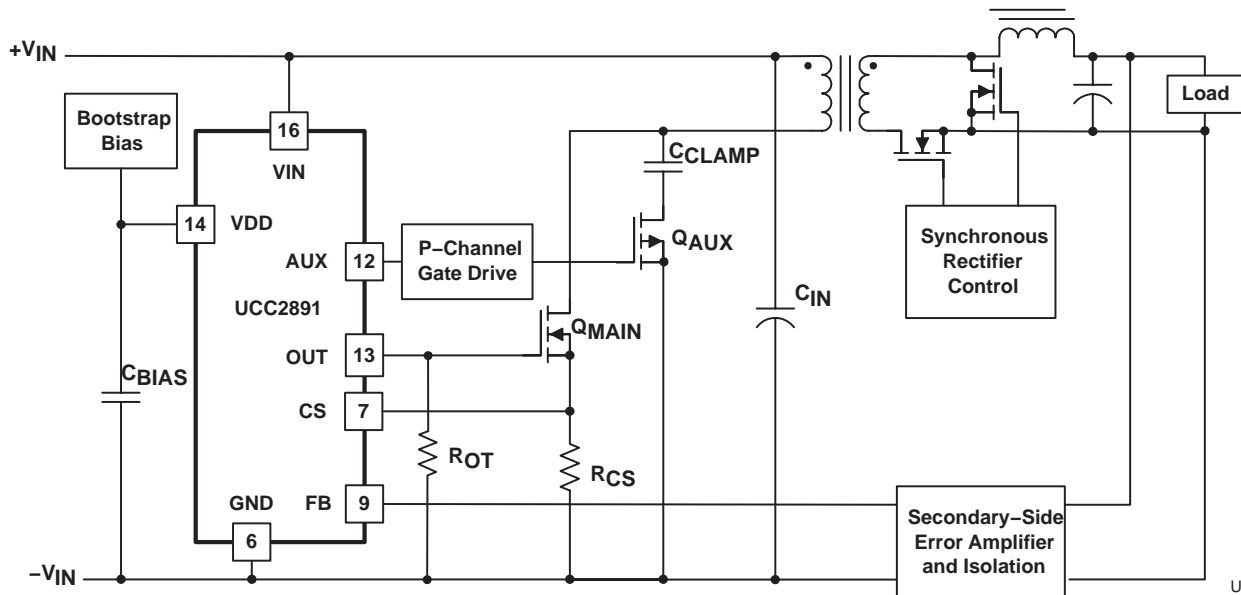 +VIN
Bootstrap
Bias
16
VIN
14
VDD
AUX
12
P−Channel
Gate Drive
UCC2891
OUT
13
CS
7
CBIAS
ROT
RCS
GND
FB
9
6
−VIN
CCLAMP
QAUX
QMAIN
CIN
Synchronous
Rectifier
Control
Load
Secondary−Side
Error Amplifier
and Isolation
U